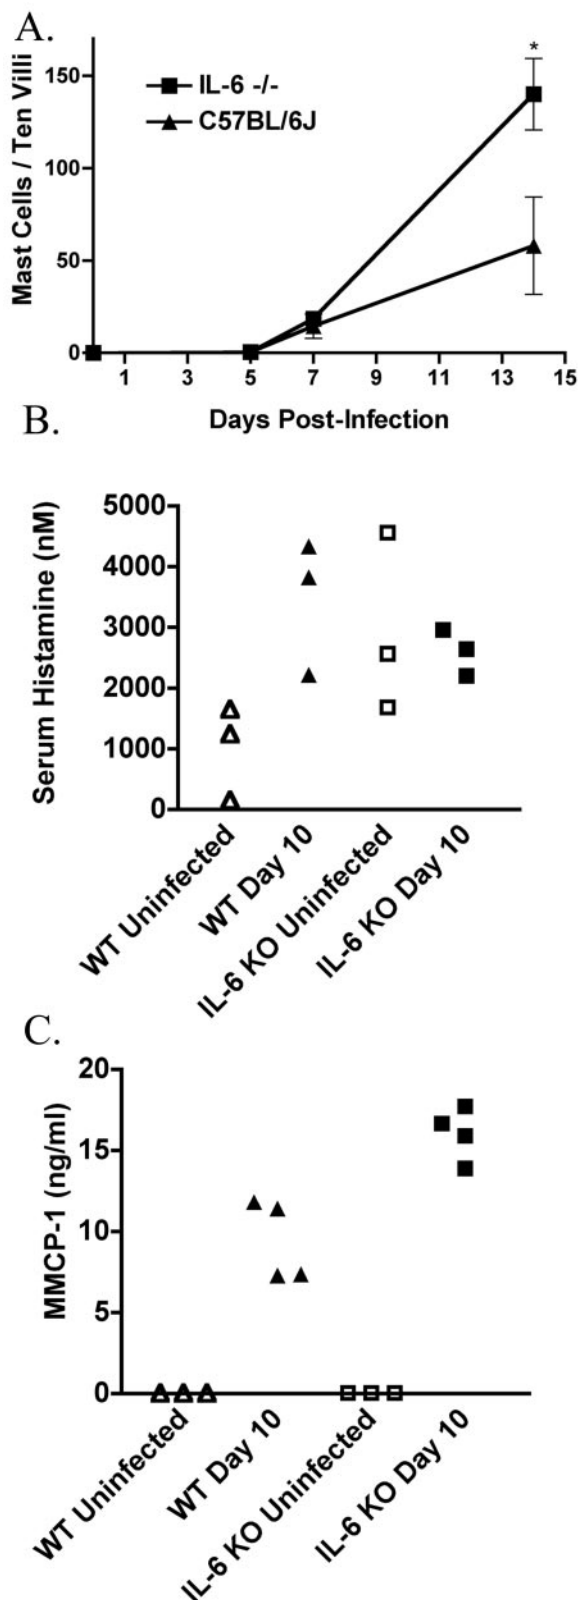 A.
Mast Cells / Ten Villi
150
100
50
0
*
IL-6 -/-
C57BL/6J
1 3 5 7 9 11 13 15
Days Post-Infection
B.
Serum Histamine (nM)
5000
4000
3000
2000
1000
0
WT Uninfected
WT Day 10
IL-6 KO Uninfected
IL-6 KO Day 10
C.
MMCP-1 (ng/ml)
20
15
10
5
0
WT Uninfected
WT Day 10
IL-6 KO Uninfected
IL-6 KO Day 10